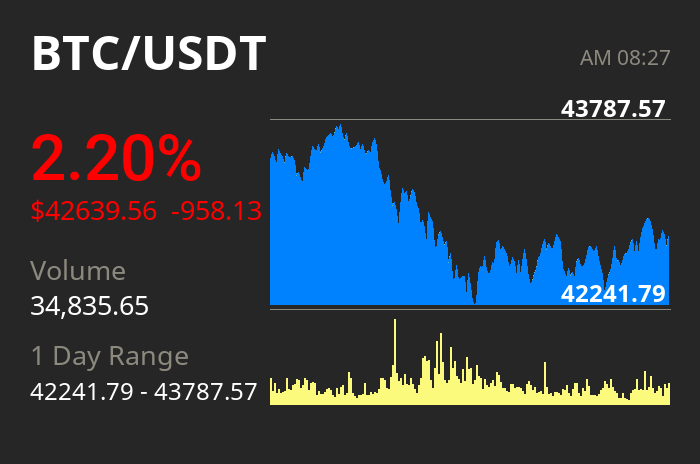 BTC/USDT
AM 08:27
43787.57
2.20%
$42639.56 -958.13
Volume
34,835.65
42241.79
1 Day Range
42241.79 - 43787.57